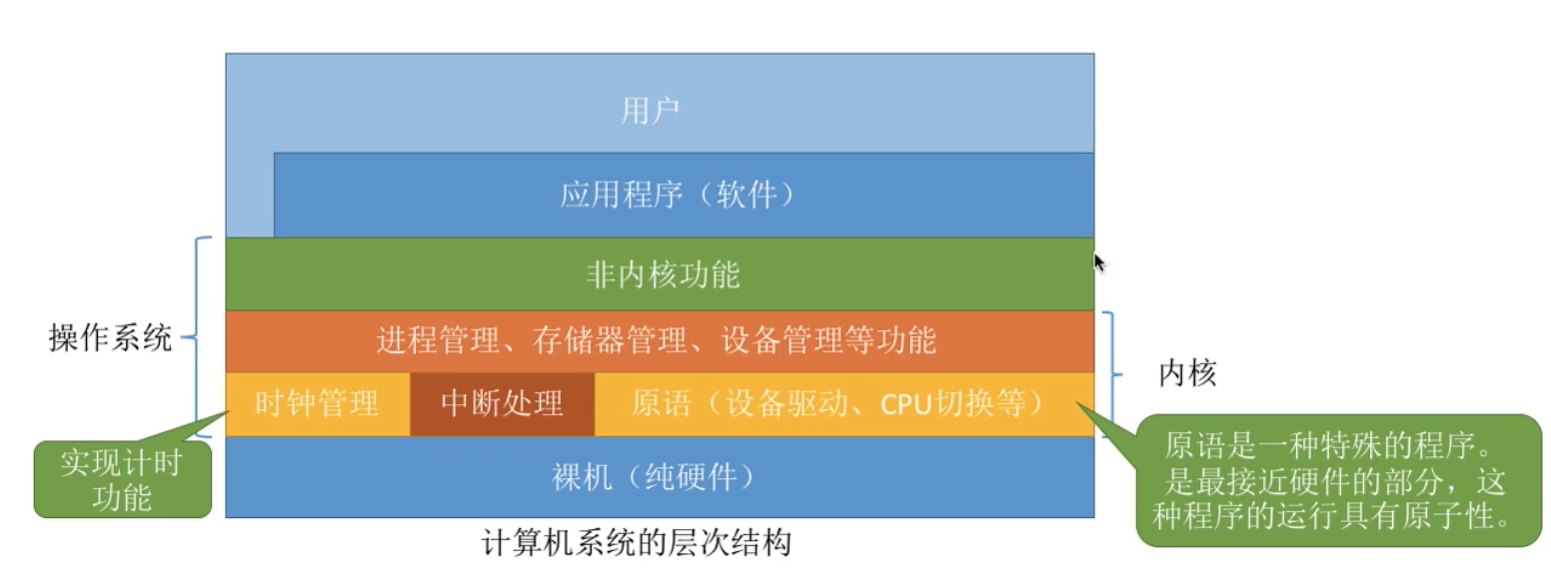 用户
应用程序（软件）
非内核功能
操作系统
进程管理、存储器管理、设备管理等功能
内核
时钟管理
中断处理
原语（设备驱动、CPU切换等）
实现计时
功能
裸机（纯硬件）
原语是一种特殊的程序。
是最接近硬件的部分，这
种程序的运行具有原子性。
计算机系统的层次结构